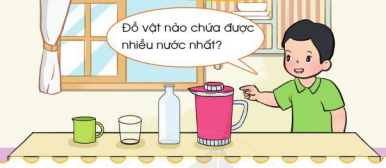 Đồ vật nào chứa được
nhiều nước nhất?